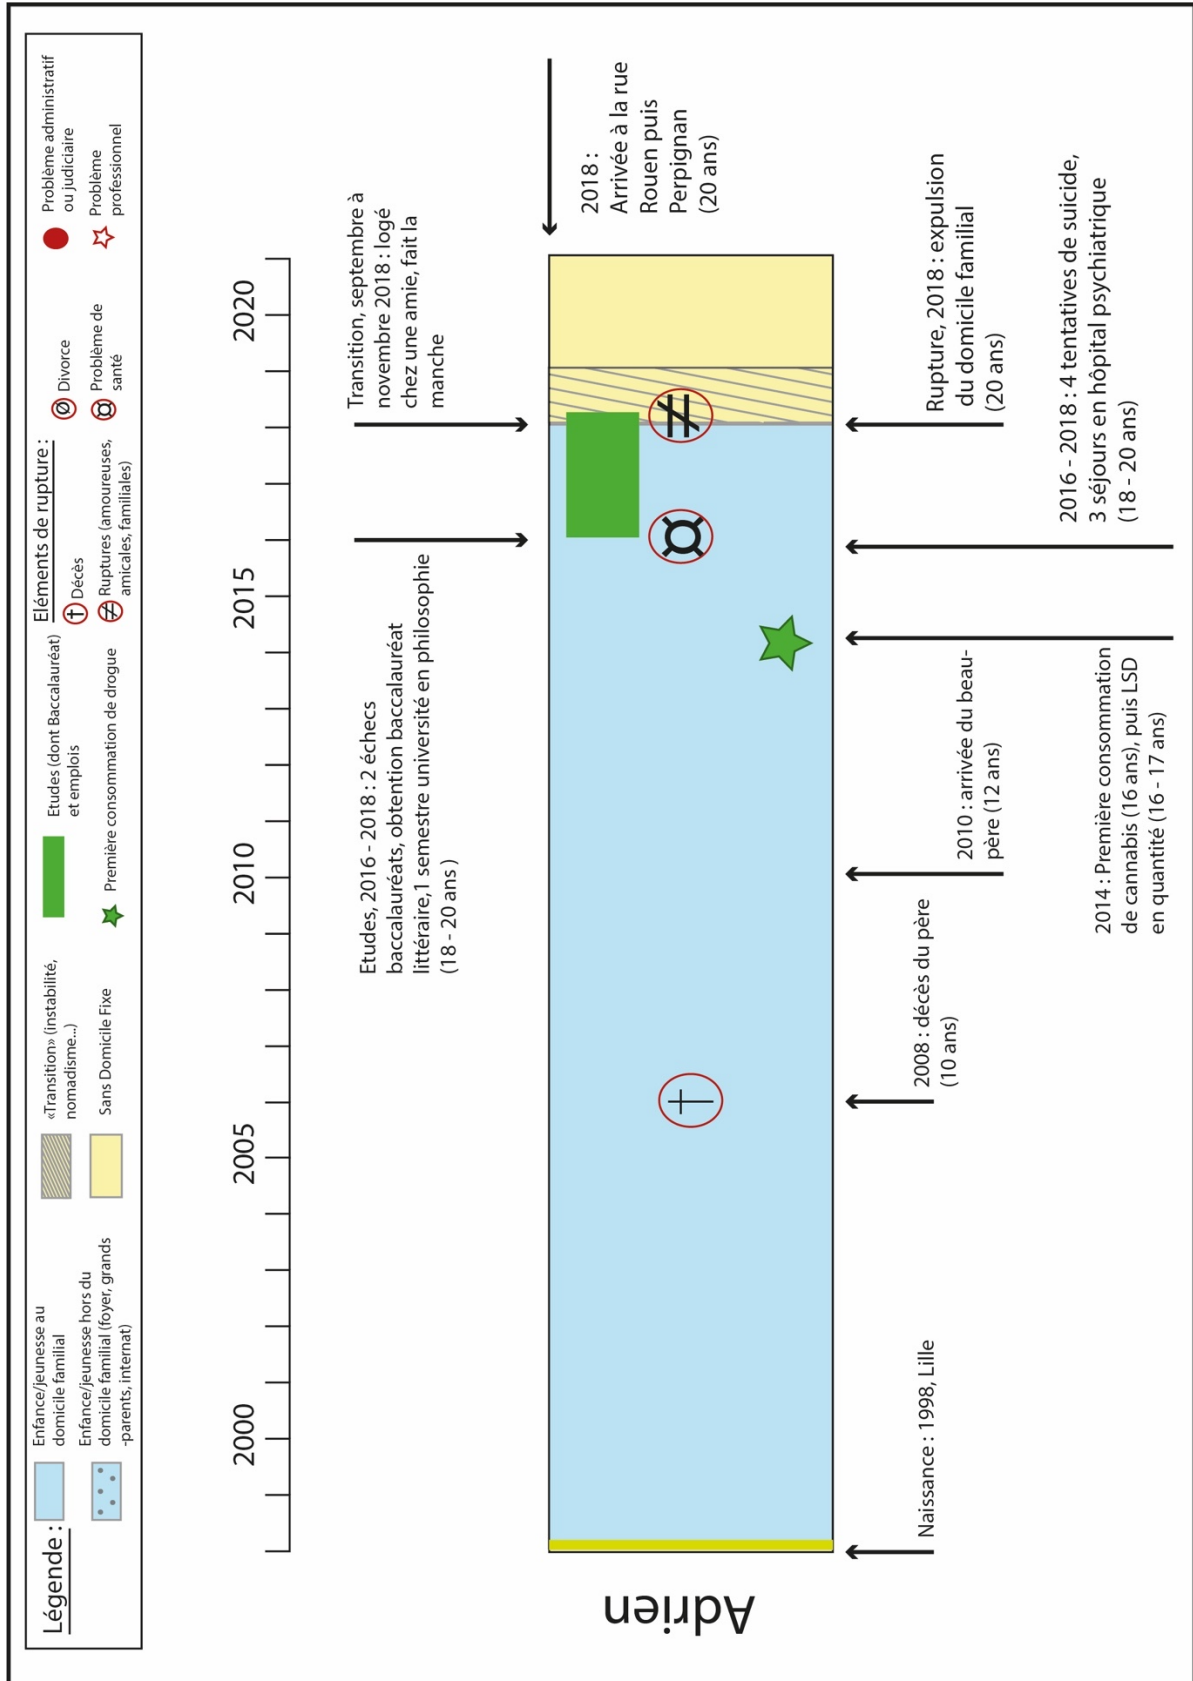 Légende :
Enfance/jeunesse au
domicile familial
Enfance/jeunesse hors du
domicile familial (foyer, grands
-parents, internat)
«Transition» (instabilité,
nomadisme...)
Sans Domicile Fixe
Etudes (dont Baccalauréat)
et emplois
Première consommation de drogue
Eléments de rupture :
Décès
Ruptures (amoureuses,
amicales, familiales)
Divorce
Problème de
santé
Problème administratif
ou judiciaire
Problème
professionnel
2000
2005
2010
2015
2020
Etudes, 2016 - 2018 : 2 échecs
baccalauréats, obtention baccalauréat
littéraire, 1 semestre université en philosophie
(18 - 20 ans )
Transition, septembre à
novembre 2018 : logé
chez une amie, fait la
manche
2018 :
Arrivée à la rue
Rouen puis
Perpignan
(20 ans)
Adrien
Naissance : 1998, Lille
2008 : décès du père
(10 ans)
2010 : arrivée du beau-
père (12 ans)
Rupture, 2018 : expulsion
du domicile familial
(20 ans)
2014 : Première consommation
de cannabis (16 ans), puis LSD
en quantité (16 - 17 ans)
2016 - 2018 : 4 tentatives de suicide,
3 séjours en hôpital psychiatrique
(18 - 20 ans)